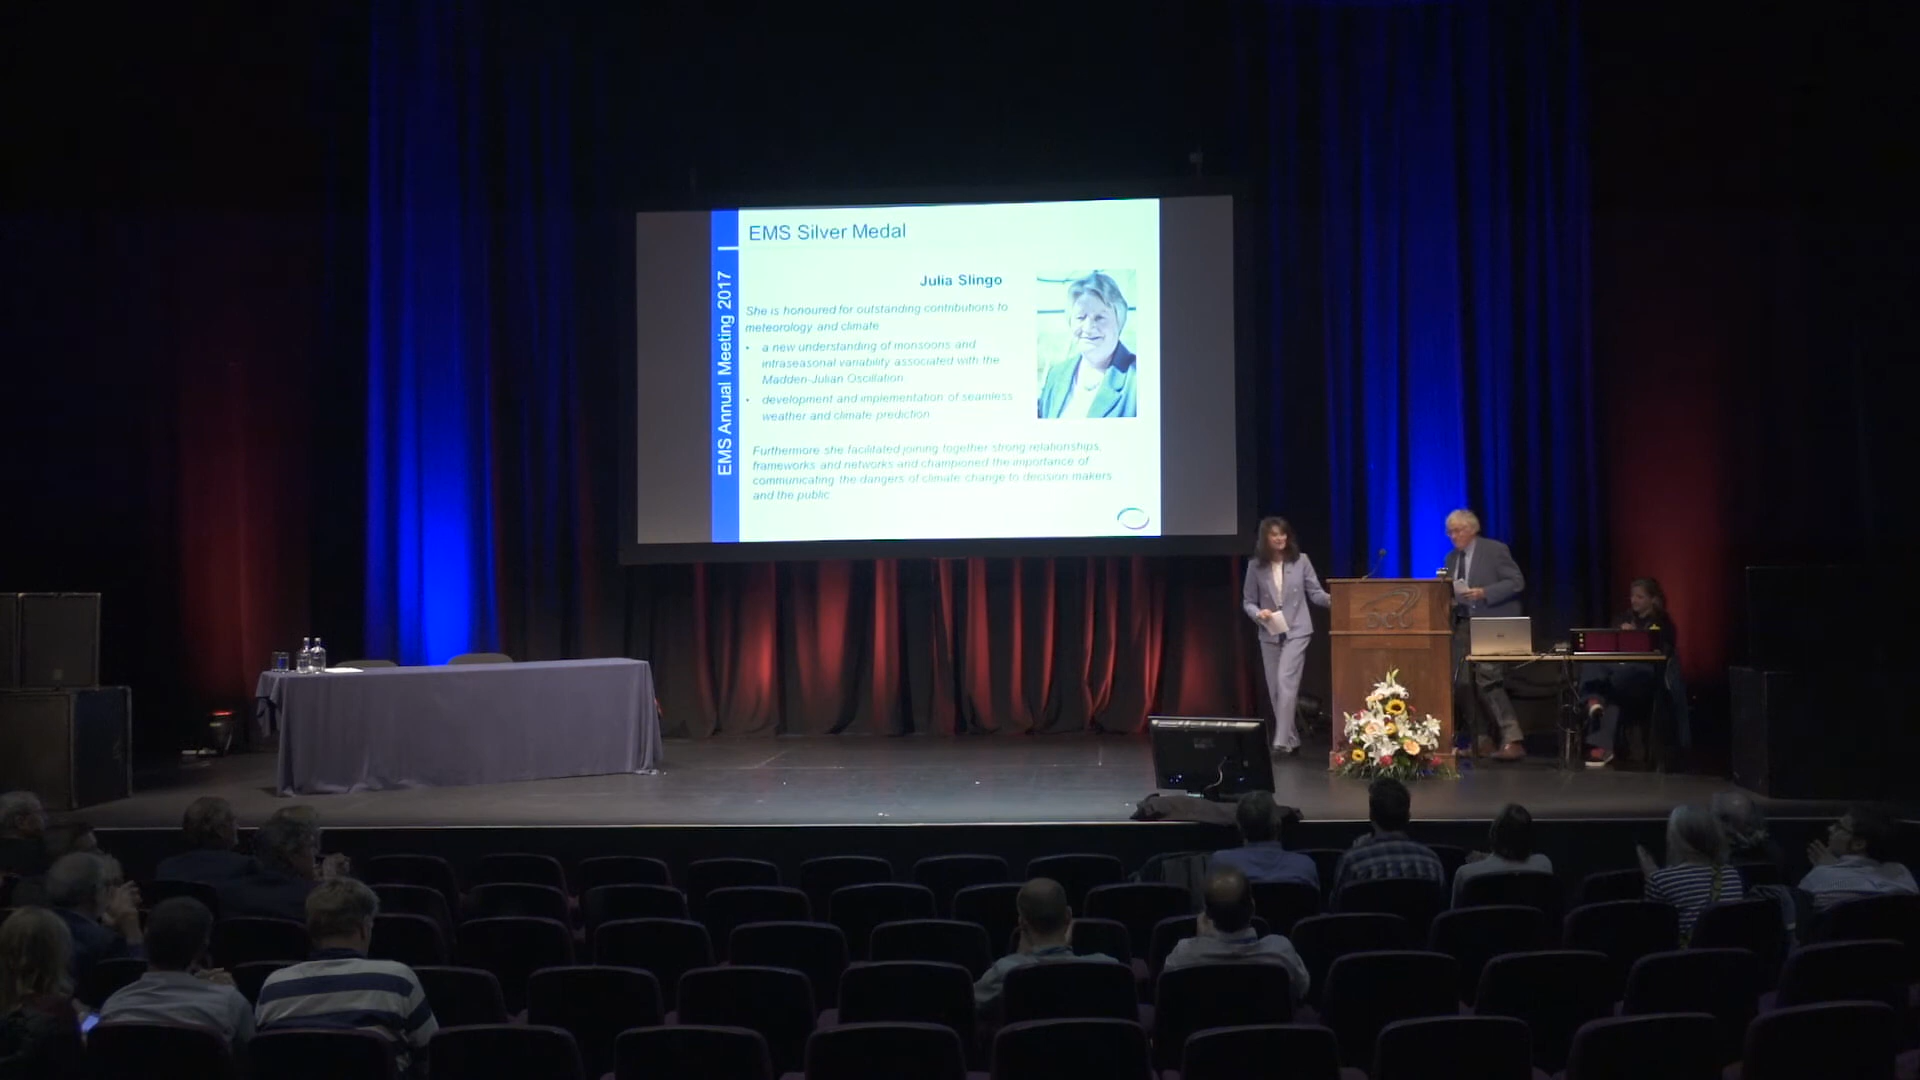 EMS Annual Meeting 2017
EMS Silver Medal
Julia Slingo
She is honoured for outstanding contributions to
meteorology and climate
• a new understanding of monsoons and
intraseasonal variability associated with the
Madden-Julian Oscillation
• development and implementation of seamless
weather and climate prediction
Furthermore she facilitated joining together strong relationships,
frameworks and networks and championed the importance of
communicating the dangers of climate change to decision makers
and the public